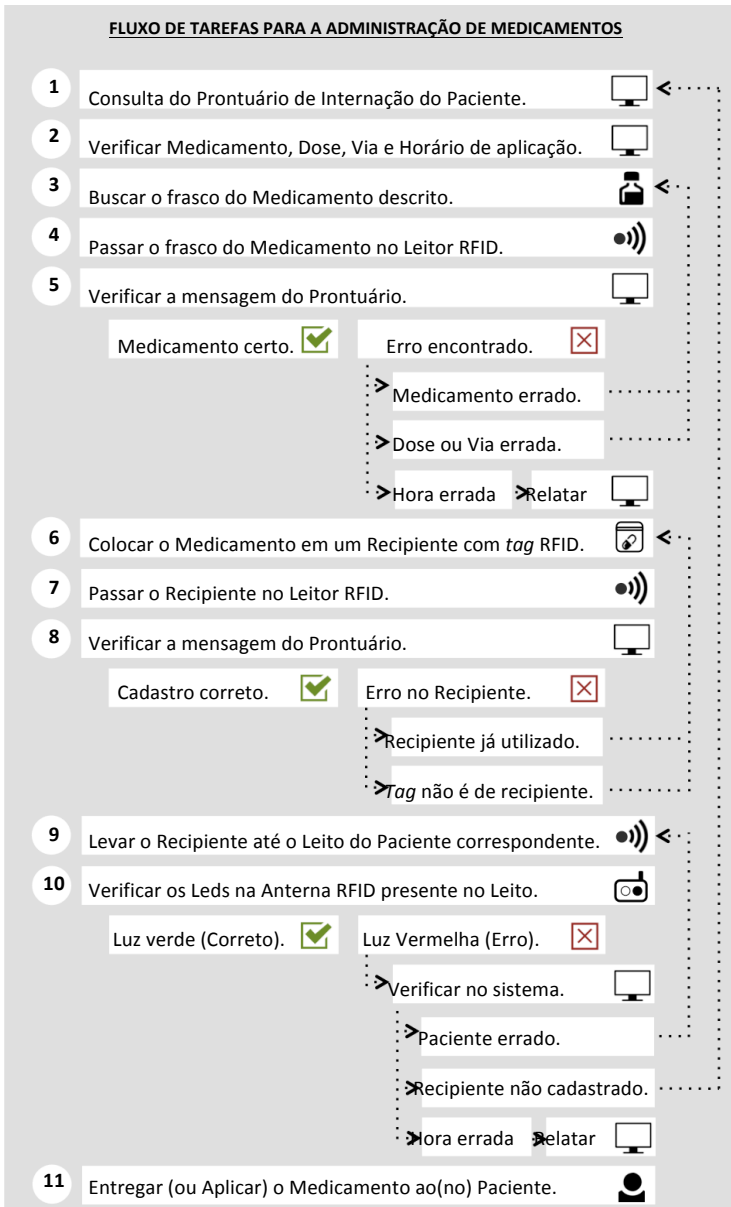 FLUXO DE TAREFAS PARA A ADMINISTRAÇÃO DE MEDICAMENTOS
1 Consulta do Prontuário de Internação do Paciente.
2 Verificar Medicamento, Dose, Via e Horário de aplicação.
3 Buscar o frasco do Medicamento descrito.
4 Passar o frasco do Medicamento no Leitor RFID.
5 Verificar a mensagem do Prontuário.
Medicamento certo. Erro encontrado.
Medicamento errado.
Dose ou Via errada.
Hora errada Relatar
6 Colocar o Medicamento em um Recipiente com tag RFID.
7 Passar o Recipiente no Leitor RFID.
8 Verificar a mensagem do Prontuário.
Cadastro correto. Erro no Recipiente.
Recipiente já utilizado.
Tag não é de recipiente.
9 Levar o Recipiente até o Leito do Paciente correspondente.
10 Verificar os Leds na Anterna RFID presente no Leito.
Luz verde (Correto). Luz Vermelha (Erro).
Verificar no sistema.
Paciente errado.
Recipiente não cadastrado.
Hora errada Relatar
11 Entregar (ou Aplicar) o Medicamento ao(no) Paciente.